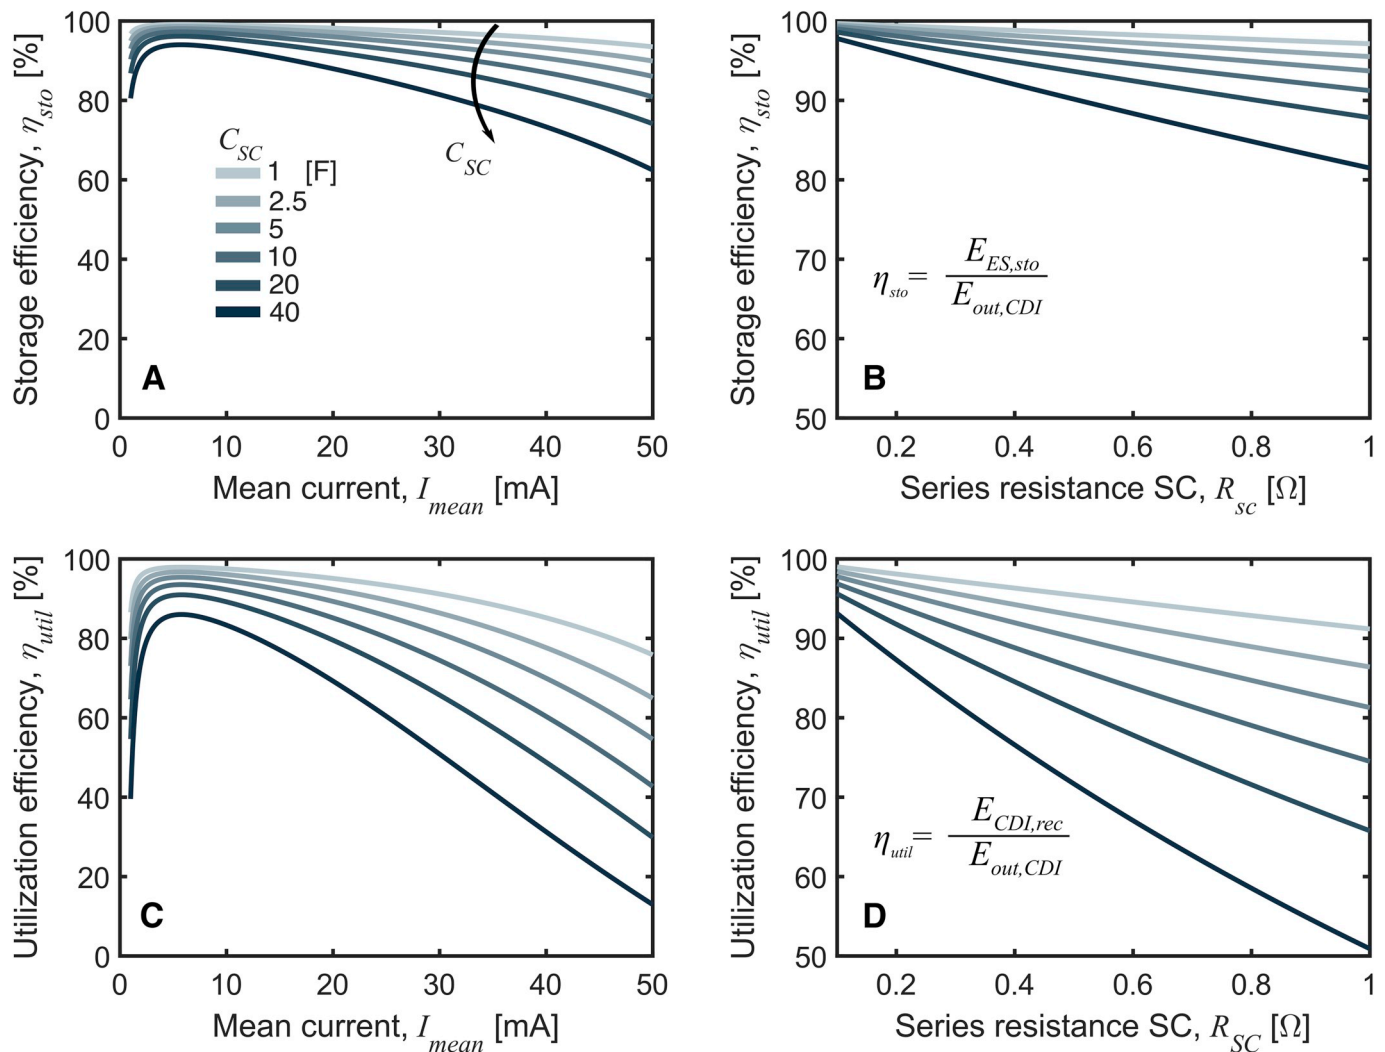 Storage efficiency, η_sto [%]
100
80
60
40
20
0
C_SC
1 [F]
2.5
5
10
20
40
C_SC
A
0 10 20 30 40 50
Mean current, I_mean [mA]
Storage efficiency, η_sto [%]
100
90
80
70
60
50
η_sto = E_ES,sto / E_out,CDI
B
0.2 0.4 0.6 0.8 1
Series resistance SC, R_sc [Ω]
Utilization efficiency, η_util [%]
100
80
60
40
20
0
C
0 10 20 30 40 50
Mean current, I_mean [mA]
Utilization efficiency, η_util [%]
100
90
80
70
60
50
η_util = E_CDI,rec / E_out,CDI
D
0.2 0.4 0.6 0.8 1
Series resistance SC, R_SC [Ω]